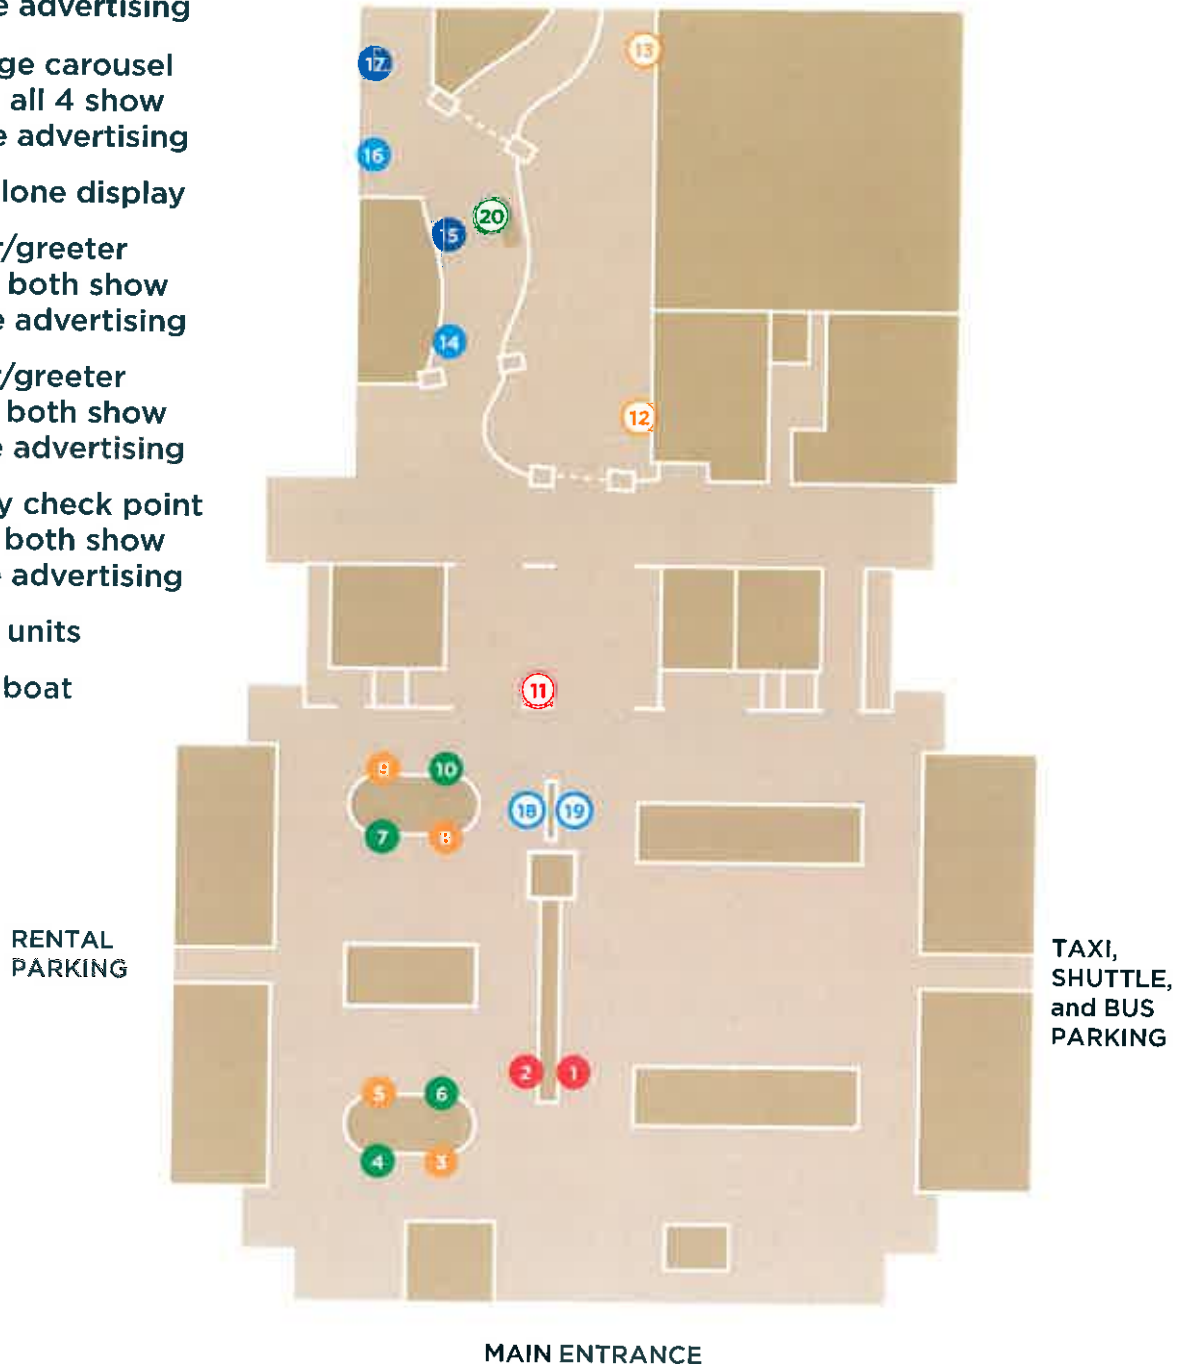 e advertising
ge carousel
all 4 show
e advertising
lone display
r/greeter
both show
e advertising
r/greeter
both show
e advertising
y check point
both show
e advertising
units
boat
17
13
16
20
15
14
12
11
9 10
18 19
7 8
RENTAL
PARKING
TAXI,
SHUTTLE,
and BUS
PARKING
2 1
5 6
4 3
MAIN ENTRANCE